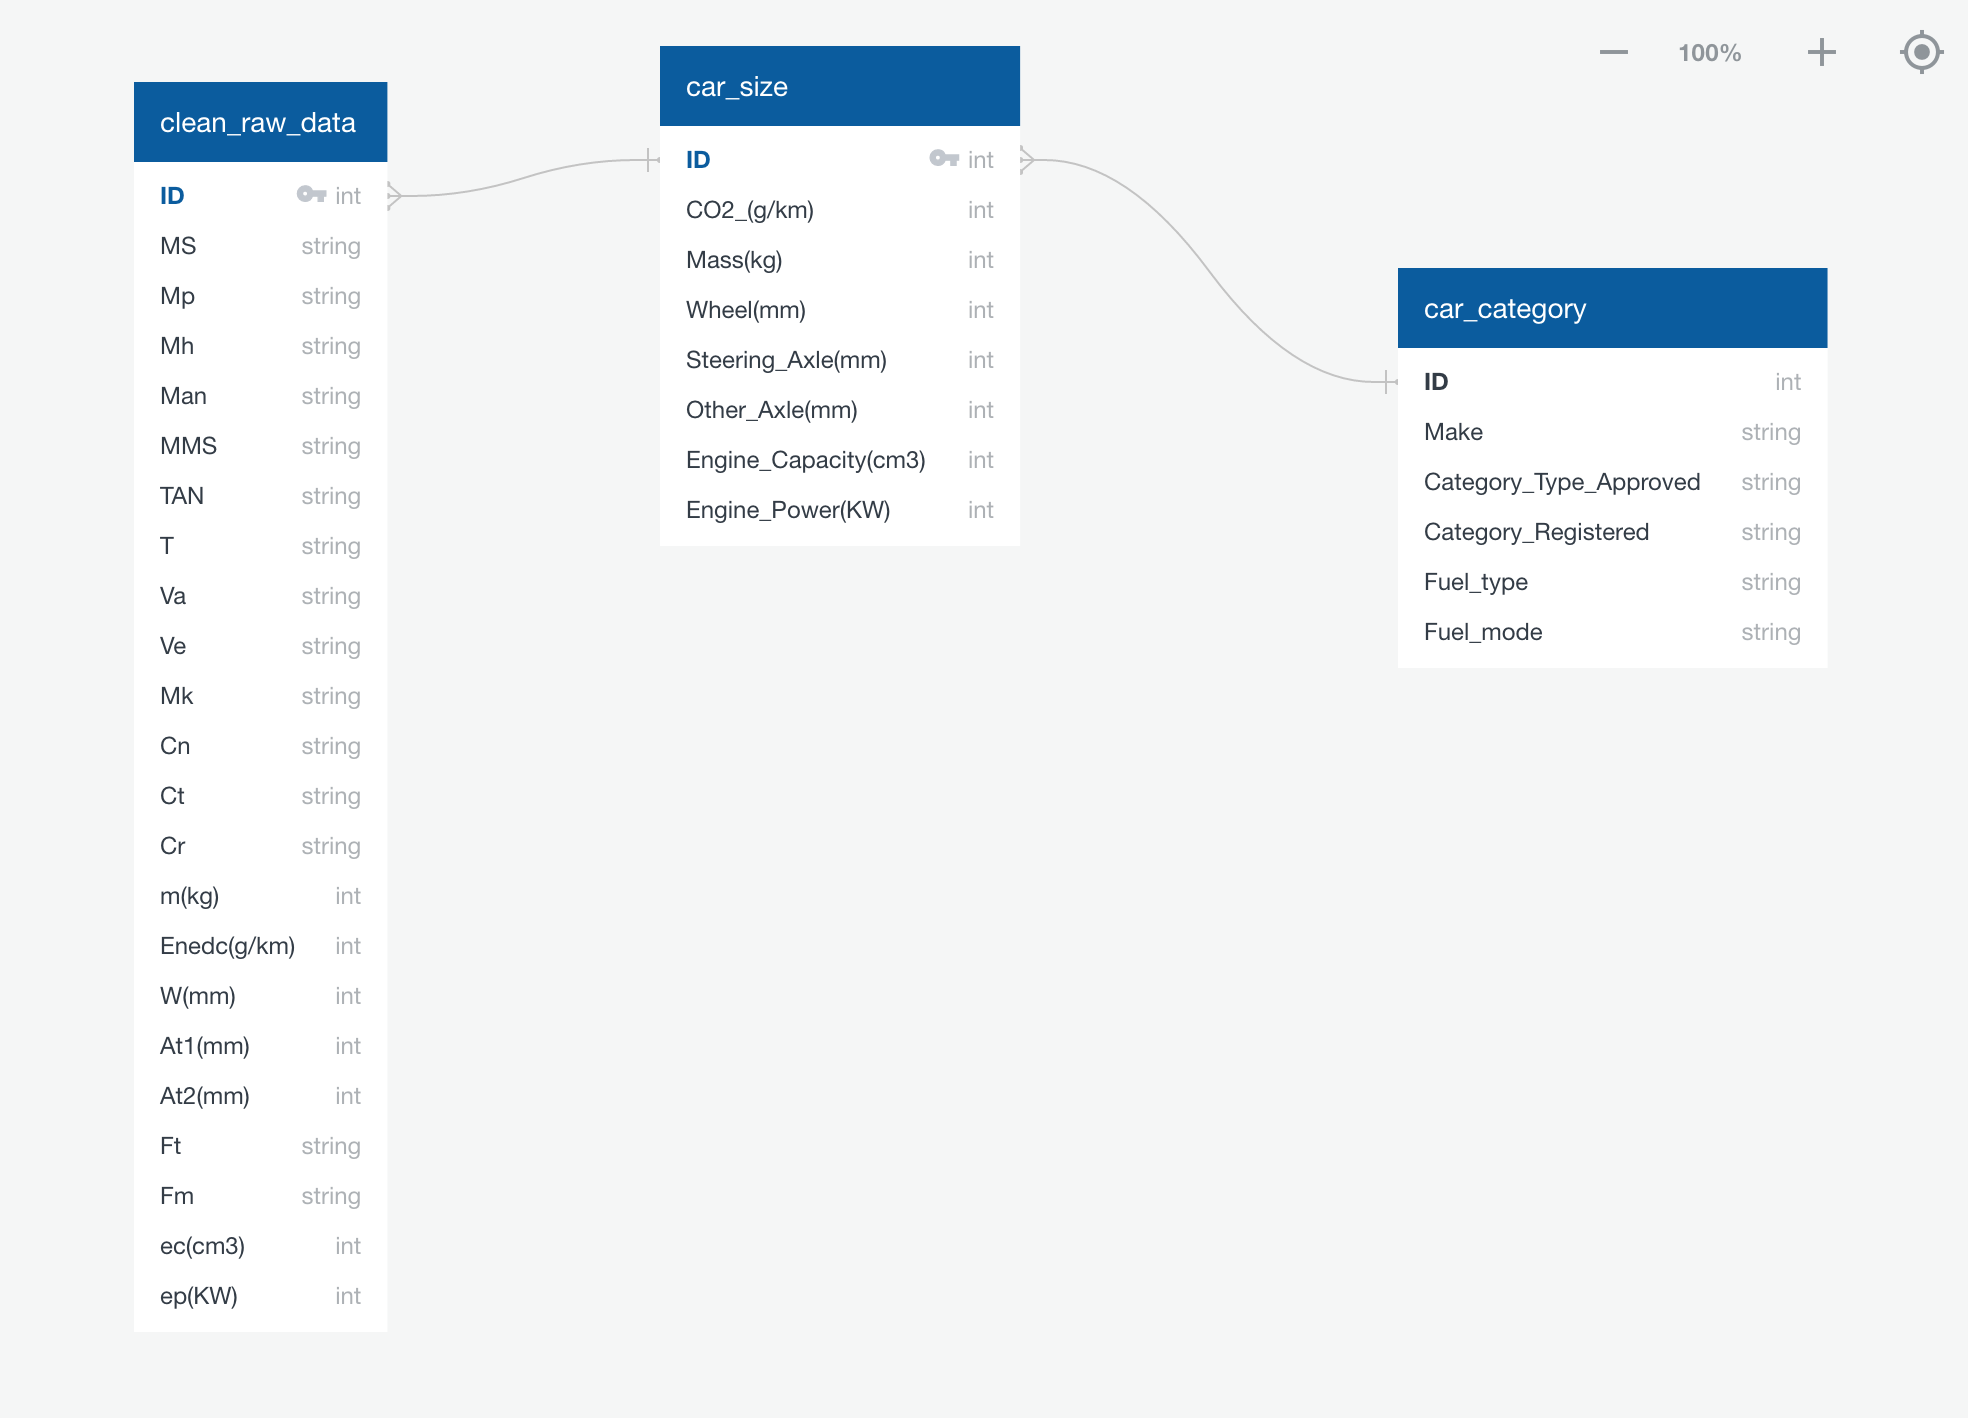 100%
clean_raw_data
ID int
MS string
Mp string
Mh string
Man string
MMS string
TAN string
T string
Va string
Ve string
Mk string
Cn string
Ct string
Cr string
m(kg) int
Enedc(g/km) int
W(mm) int
At1(mm) int
At2(mm) int
Ft string
Fm string
ec(cm3) int
ep(KW) int
car_size
ID int
CO2_(g/km) int
Mass(kg) int
Wheel(mm) int
Steering_Axle(mm) int
Other_Axle(mm) int
Engine_Capacity(cm3) int
Engine_Power(KW) int
car_category
ID int
Make string
Category_Type_Approved string
Category_Registered string
Fuel_type string
Fuel_mode string